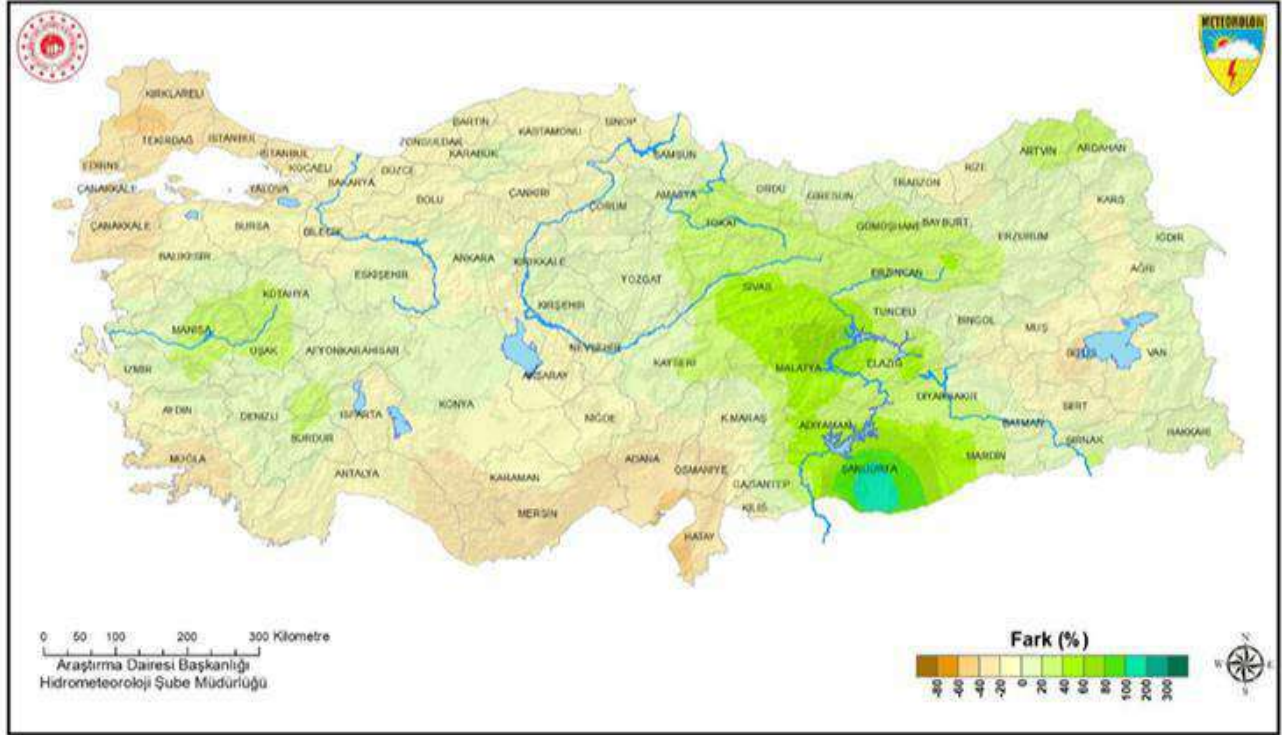 METEOROLOJİ
KIRKLARELİ
TEKİRDAĞ
İSTANBUL
EDİRNE
İSTANBUL
KOCAELİ
YALOVA
SAKARYA
DÜZCE
ZONGULDAK
BARTIN
KARABÜK
KASTAMONU
SİNOP
SAMSUN
ÇANAKKALE
ÇANAKKALE
BALIKESİR
BURSA
BİLECİK
BOLU
ÇANKIRI
ÇORUM
AMASYA
ORDU
GİRESUN
TRABZON
RİZE
ARTVİN
ARDAHAN
KARS
IĞDIR
AĞRI
ERZURUM
BAYBURT
GÜMÜŞHANE
TOKAT
ESKİŞEHİR
ANKARA
KIRIKKALE
YOZGAT
SİVAS
ERZİNCAN
TUNCELİ
BİNGÖL
MUŞ
BİTLİS
VAN
KÜTAHYA
MANİSA
UŞAK
AFYONKARAHİSAR
KIRŞEHİR
NEVŞEHİR
KAYSERİ
MALATYA
ELAZIĞ
DİYARBAKIR
BATMAN
SİİRT
ŞIRNAK
HAKKARİ
İZMİR
AYDIN
DENİZLİ
ISPARTA
BURDUR
KONYA
AKSARAY
NİĞDE
K.MARAŞ
ADIYAMAN
ŞANLIURFA
MARDİN
MUĞLA
ANTALYA
KARAMAN
MERSİN
ADANA
OSMANİYE
GAZİANTEP
KİLİS
HATAY
0 50 100 200 300 Kilometre
Araştırma Dairesi Başkanlığı
Hidrometeoroloji Şube Müdürlüğü
Fark (%)
-80 -60 -40 -20 0 20 40 60 80 100 200 300
N
W E
S